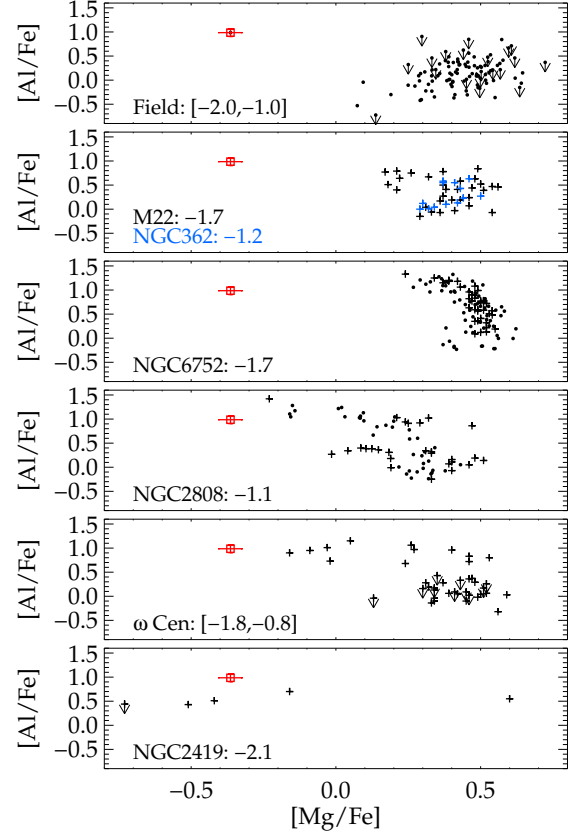 [Al/Fe]
1.5
1.0
0.5
0.0
−0.5
Field: [−2.0,−1.0]
[Al/Fe]
1.5
1.0
0.5
0.0
−0.5
M22: −1.7
NGC362: −1.2
[Al/Fe]
1.5
1.0
0.5
0.0
−0.5
NGC6752: −1.7
[Al/Fe]
1.5
1.0
0.5
0.0
−0.5
NGC2808: −1.1
[Al/Fe]
1.5
1.0
0.5
0.0
−0.5
ω Cen: [−1.8,−0.8]
[Al/Fe]
1.5
1.0
0.5
0.0
−0.5
NGC2419: −2.1
−0.5 0.0 0.5
[Mg/Fe]